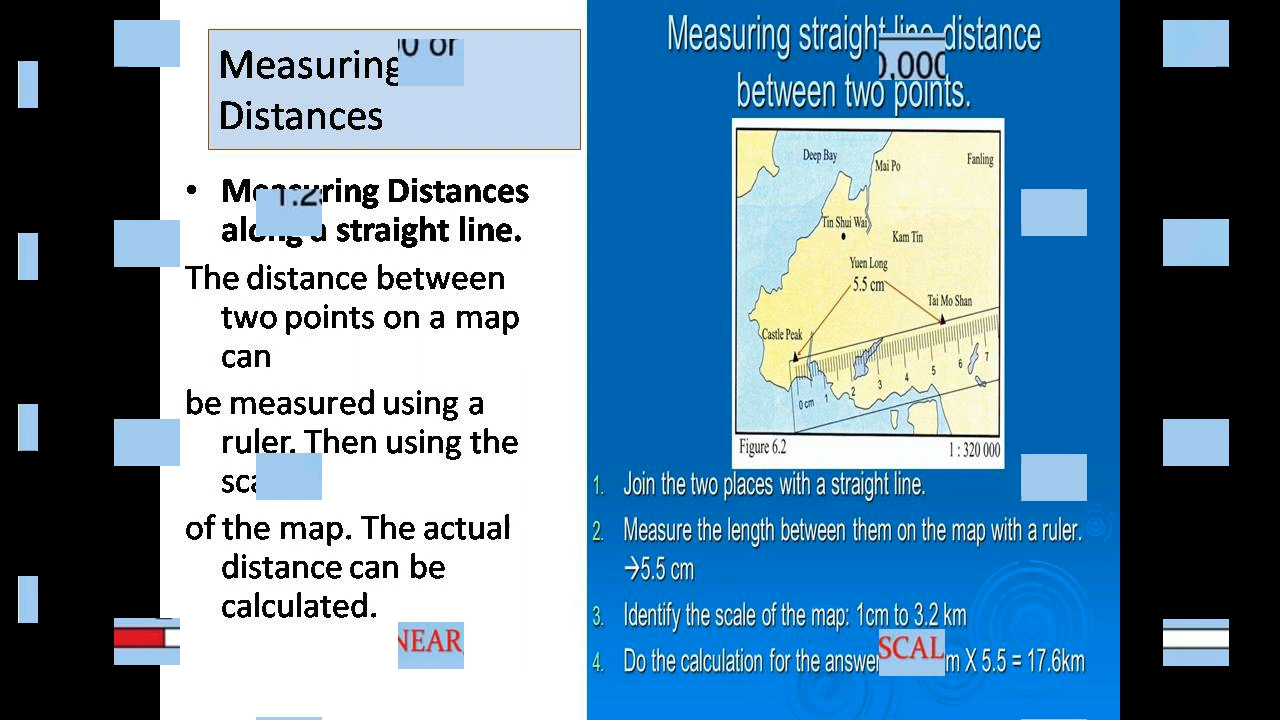 Measuring
Distances
• Measuring Distances
along a straight line.
The distance between
two points on a map
can
be measured using a
ruler. Then using the
of the map. The actual
distance can be
calculated.
Measuring straight line distance
between two points.
Deep Bay
Mai Po
Fanling
Tin Shui Wai
Kam Tin
Yuen Long
5.5 cm
Tai Mo Shan
Castle Peak
0 cm 1 2 3 4 5 6 7
Figure 6.2 1 : 320 000
1. Join the two places with a straight line.
2. Measure the length between them on the map with a ruler.
→5.5 cm
3. Identify the scale of the map: 1cm to 3.2 km
4. Do the calculation for the answer X 5.5 = 17.6km